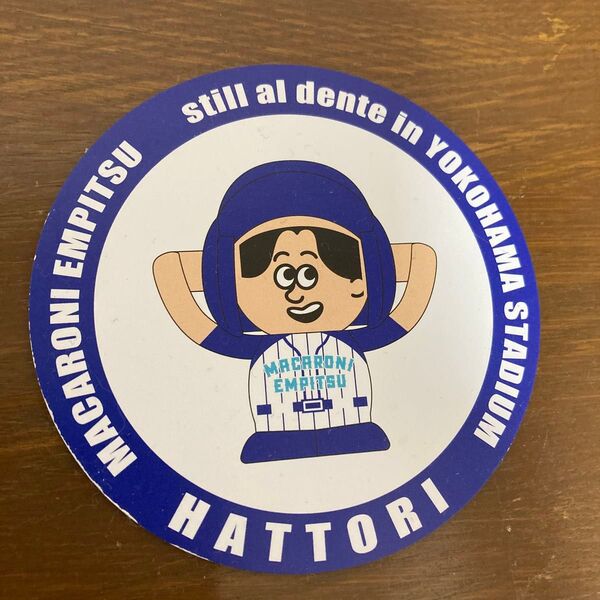 MACARONI EMPITSU
still al dente in YOKOHAMA STADIUM
MACARONi
EMPiTSU
HATTORI